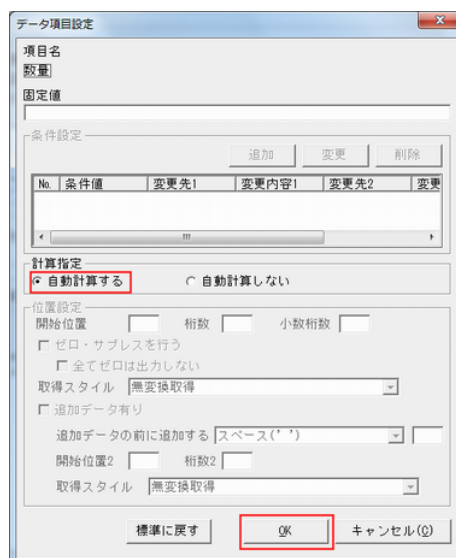 データ項目設定
項目名
数量
固定値
条件設定
追加 変更 削除
No. 条件値 変更先1 変更内容1 変更先2 変更
計算指定
自動計算する 自動計算しない
位置設定
開始位置 桁数 小数桁数
ゼロ・サプレスを行う
全てゼロは出力しない
取得スタイル 無変換取得
追加データ有り
追加データの前に追加する スペース(' ')
開始位置2 桁数2
取得スタイル 無変換取得
標準に戻す OK キャンセル(C)